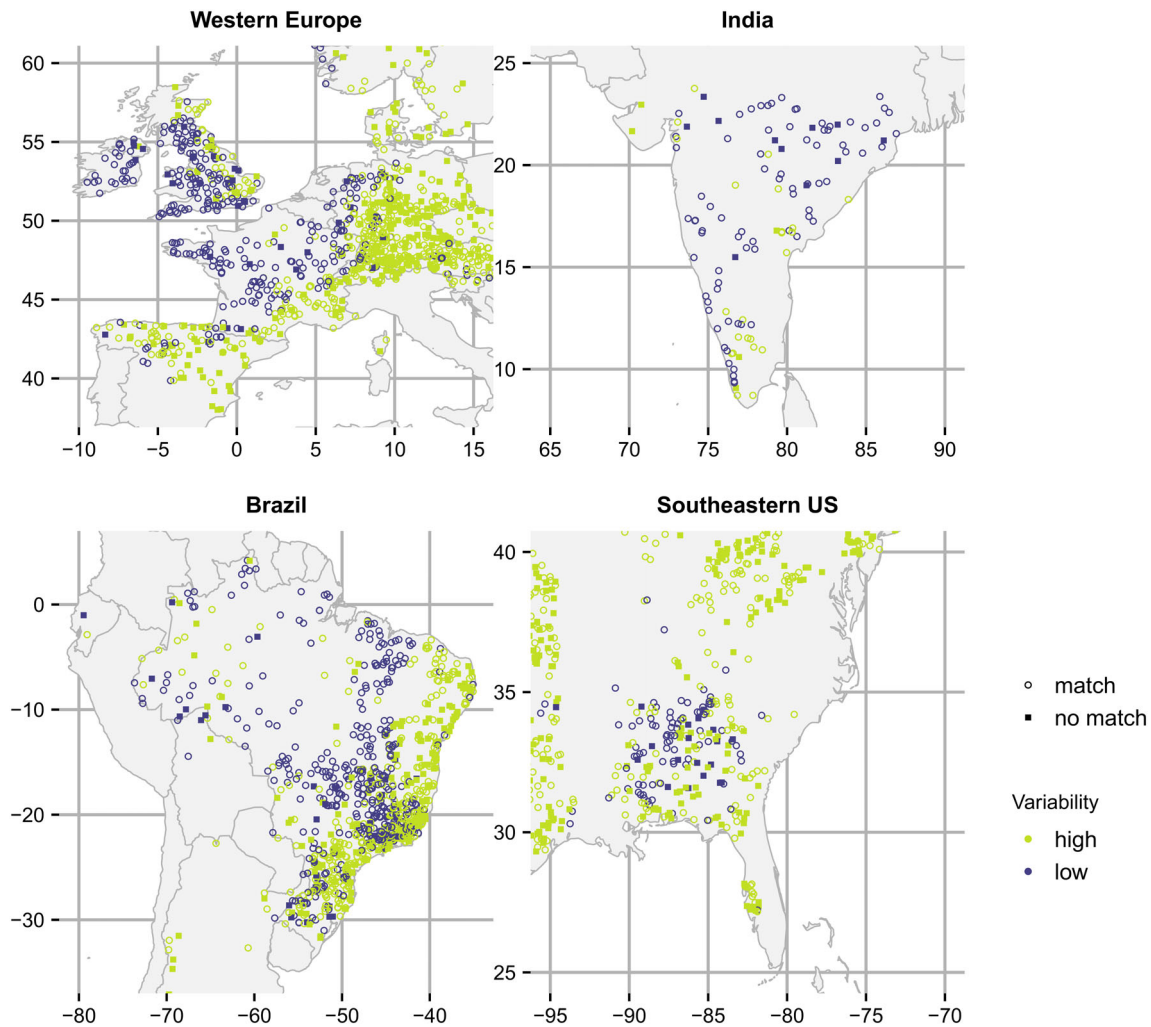 Western Europe
India
60
55
50
45
40
−10 −5 0 5 10 15
25
20
15
10
65 70 75 80 85 90
Brazil
Southeastern US
0
−10
−20
−30
−80 −70 −60 −50 −40
40
35
30
25
−95 −90 −85 −80 −75 −70
match
no match
Variability
high
low